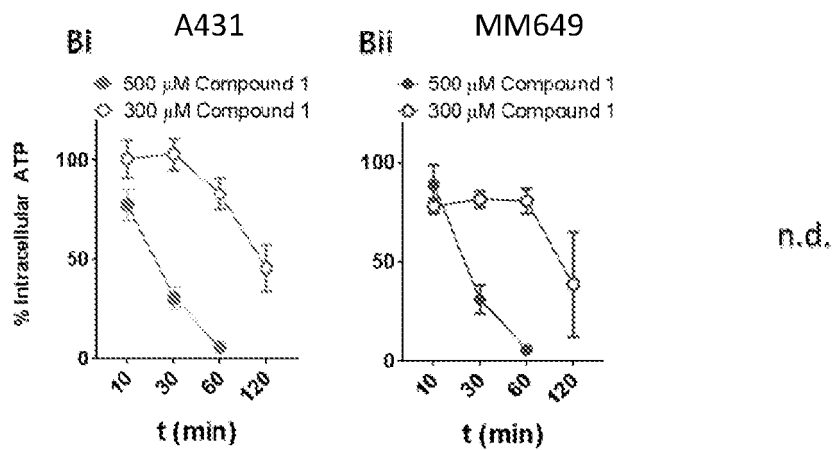 Bi A431
500 µM Compound 1
300 µM Compound 1
% Intracellular ATP
100
50
0
10 30 60 120
t (min)
Bii MM649
500 µM Compound 1
300 µM Compound 1
100
50
0
10 30 60 120
t (min)
n.d.